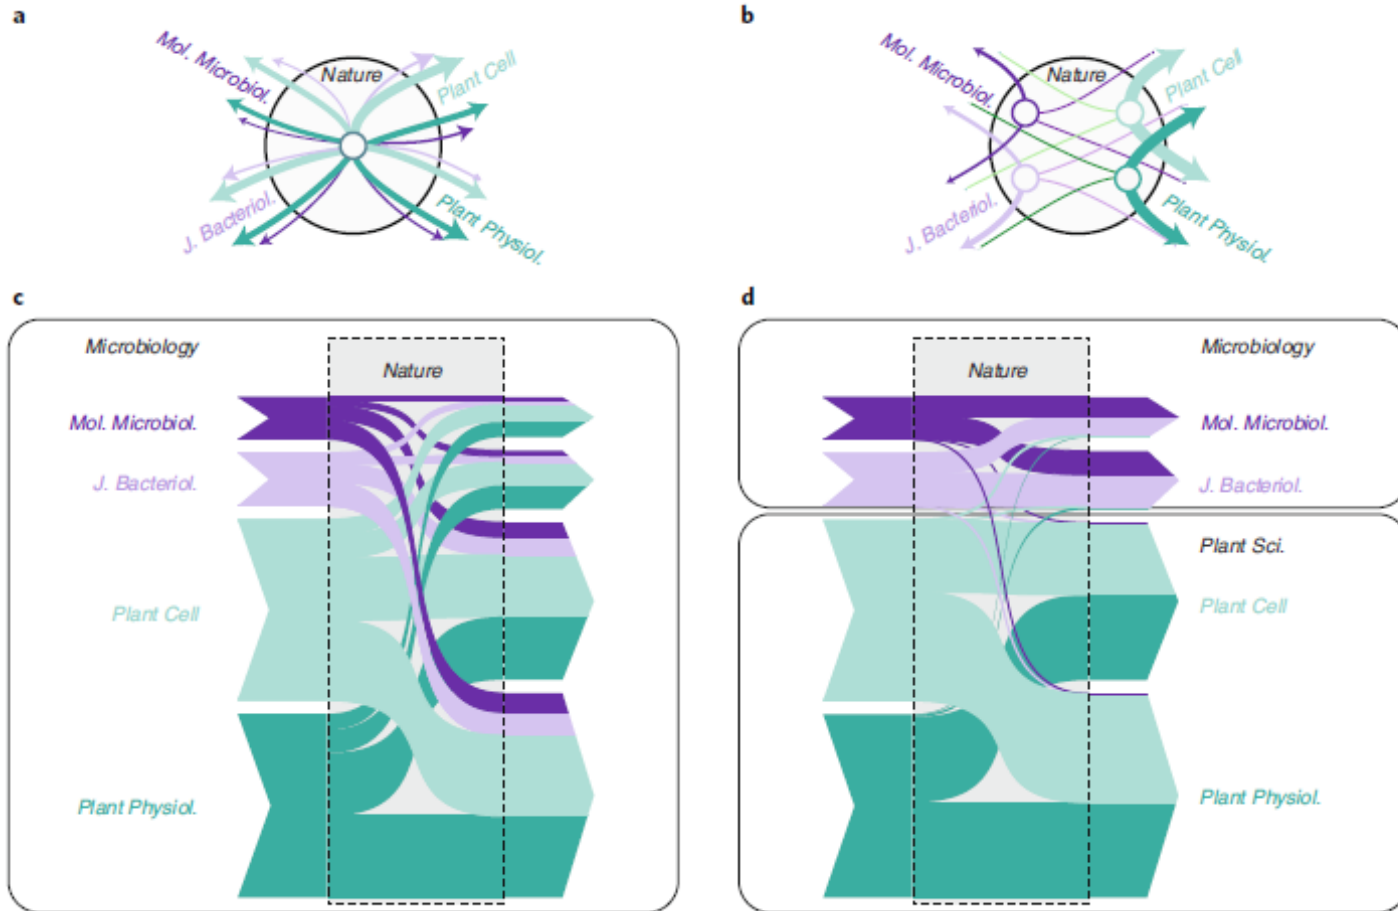 a
Mol. Microbiol.
Nature
Plant Cell
J. Bacteriol.
Plant Physiol.
b
Mol. Microbiol.
Nature
Plant Cell
J. Bacteriol.
Plant Physiol.
c
Microbiology
Nature
Mol. Microbiol.
J. Bacteriol.
Plant Cell
Plant Physiol.
d
Microbiology
Nature
Mol. Microbiol.
J. Bacteriol.
Plant Sci.
Plant Cell
Plant Physiol.